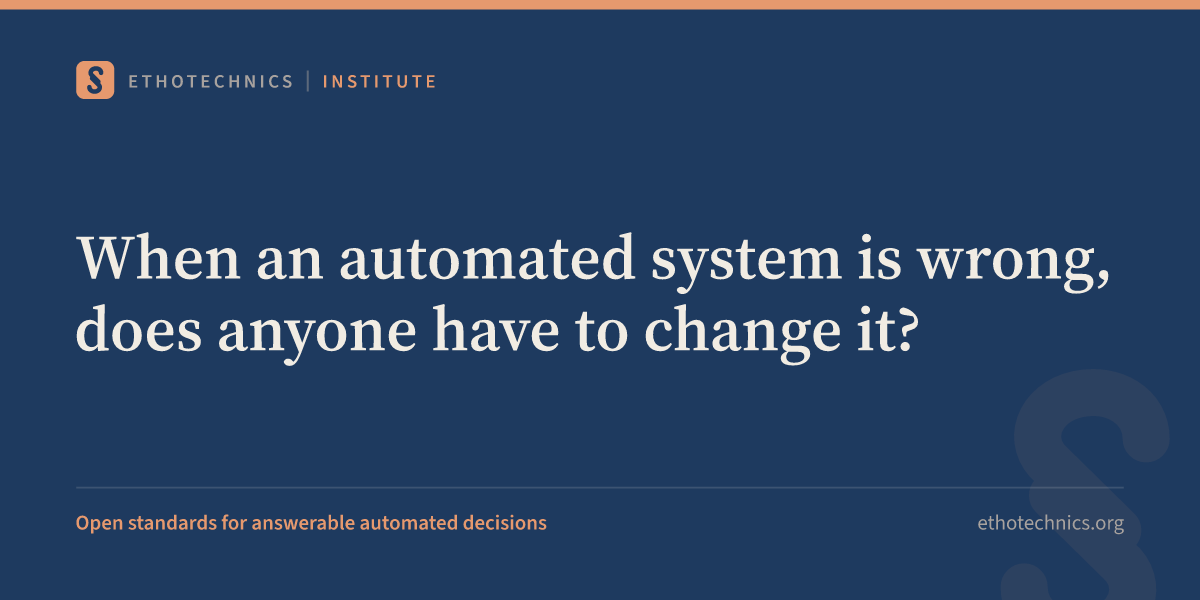 ETHOTECHNICS | INSTITUTE
When an automated system is wrong,
does anyone have to change it?
Open standards for answerable automated decisions
ethotechnics.org